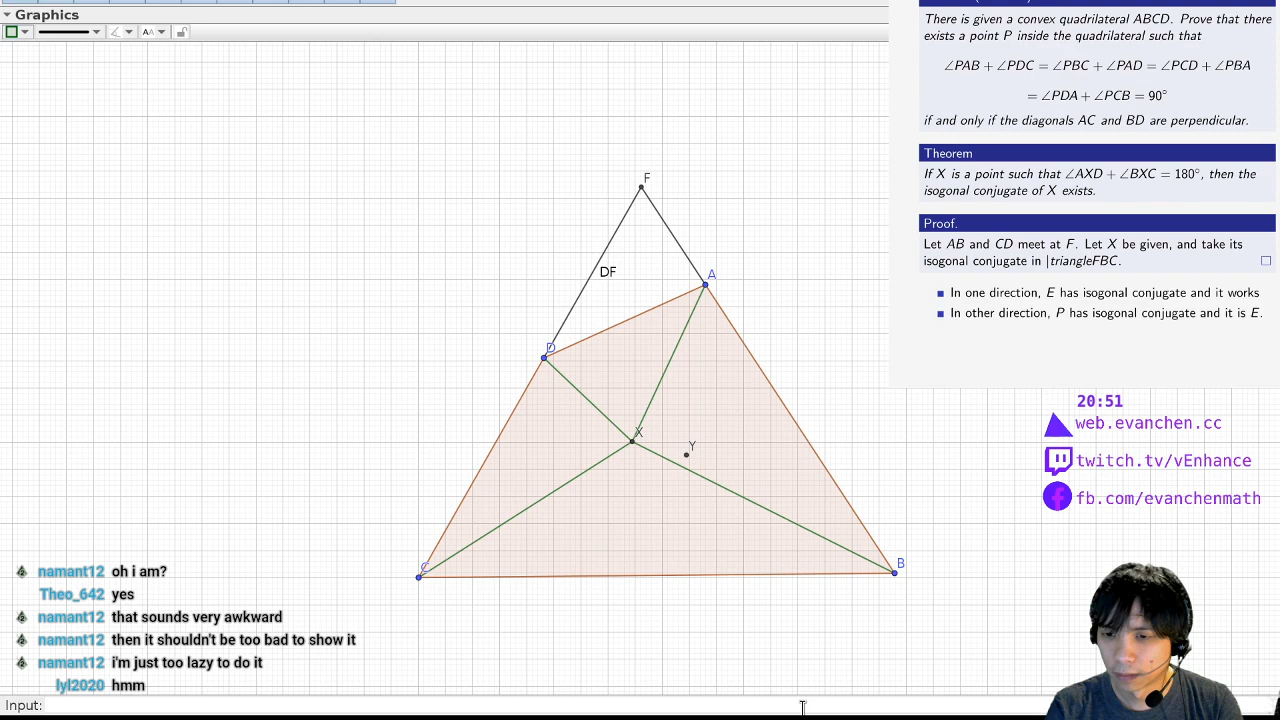 Graphics
AA
There is given a convex quadrilateral ABCD. Prove that there
exists a point P inside the quadrilateral such that
∠PAB + ∠PDC = ∠PBC + ∠PAD = ∠PCD + ∠PBA
= ∠PDA + ∠PCB = 90°
if and only if the diagonals AC and BD are perpendicular.
Theorem
If X is a point such that ∠AXD + ∠BXC = 180°, then the
isogonal conjugate of X exists.
Proof.
Let AB and CD meet at F. Let X be given, and take its
isogonal conjugate in |triangleFBC.
In one direction, E has isogonal conjugate and it works
In other direction, P has isogonal conjugate and it is E.
F
DF
A
D
X
Y
C
B
20:51
web.evanchen.cc
twitch.tv/vEnhance
fb.com/evanchenmath
namant12 oh i am?
Theo_642 yes
namant12 that sounds very awkward
namant12 then it shouldn't be too bad to show it
namant12 i'm just too lazy to do it
lyl2020 hmm
Input: